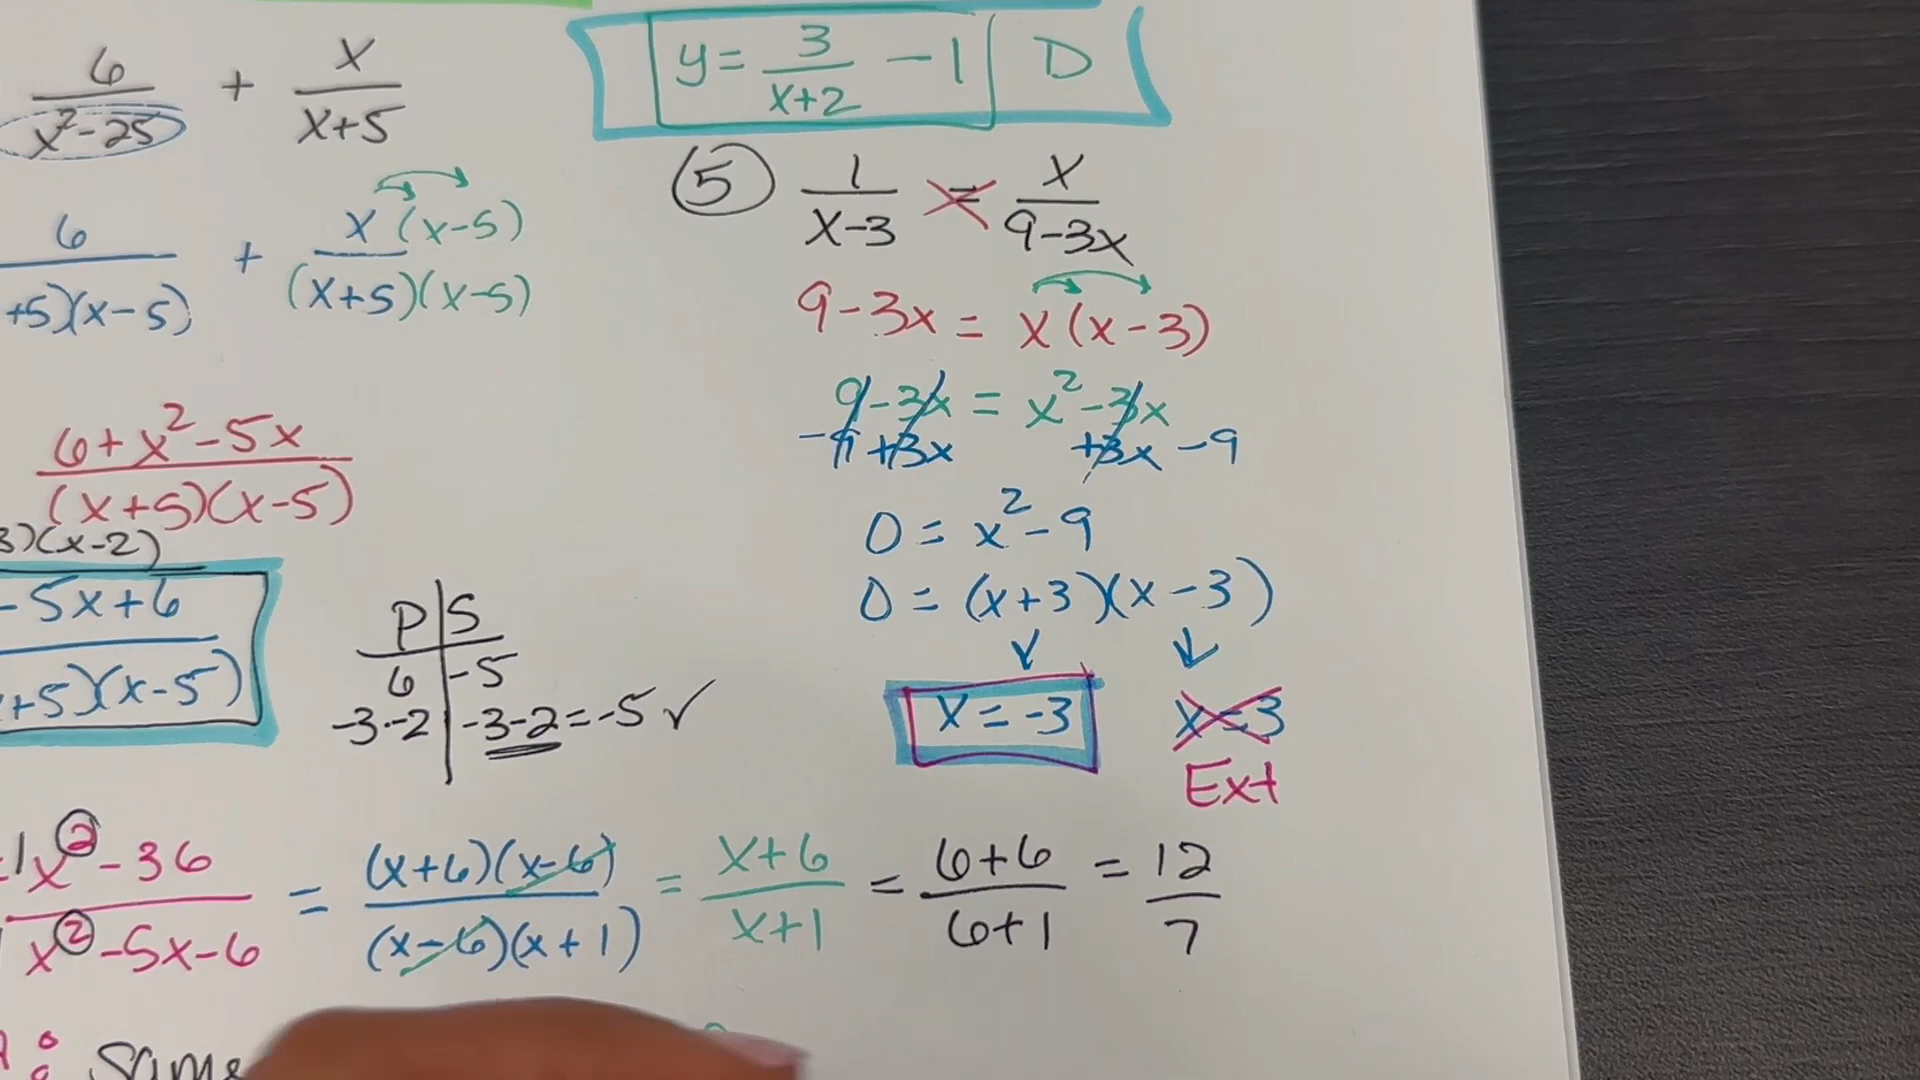 6/(x²-25) + x/(x+5)
6/(+5)(x-5) + x(x-5)/(x+5)(x-5)
(6+x²-5x)/((x+5)(x-5))
3)(x-2)
-5x+6
+5)(x-5)
P | S
6 | -5
-3·-2 | -3-2=-5 ✓
y = 3/(x+2) - 1 D
⑤ 1/(x-3) = x/(9-3x)
9-3x = x(x-3)
9-3x = x²-3x
-9+3x +3x-9
0 = x²-9
0 = (x+3)(x-3)
x = -3 x=3
Ext
(x²-36)/(x²-5x-6) = (x+6)(x-6)/(x-6)(x+1) = (x+6)/(x+1) = (6+6)/(6+1) = 12/7
: same